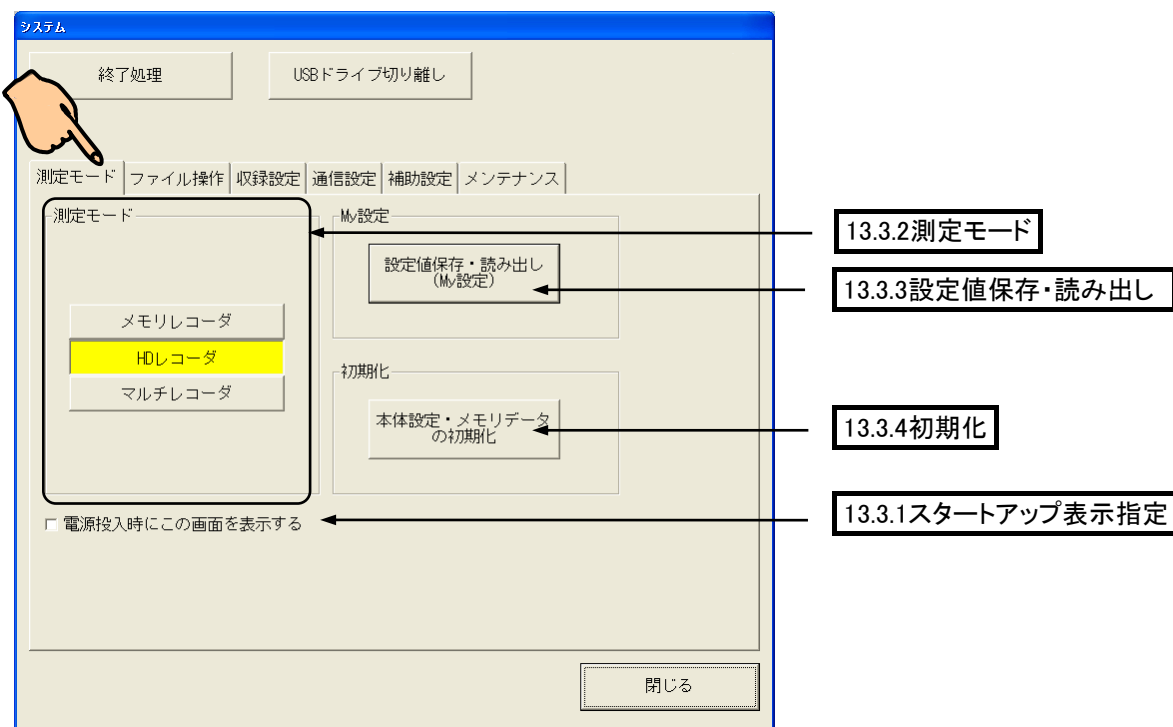 システム
終了処理
USBドライブ切り離し
測定モード
ファイル操作
収録設定
通信設定
補助設定
メンテナンス
測定モード
My設定
設定値保存・読み出し
(My設定)
メモリレコーダ
HDレコーダ
マルチレコーダ
初期化
本体設定・メモリデータ
の初期化
電源投入時にこの画面を表示する
閉じる
13.3.2測定モード
13.3.3設定値保存・読み出し
13.3.4初期化
13.3.1スタートアップ表示指定